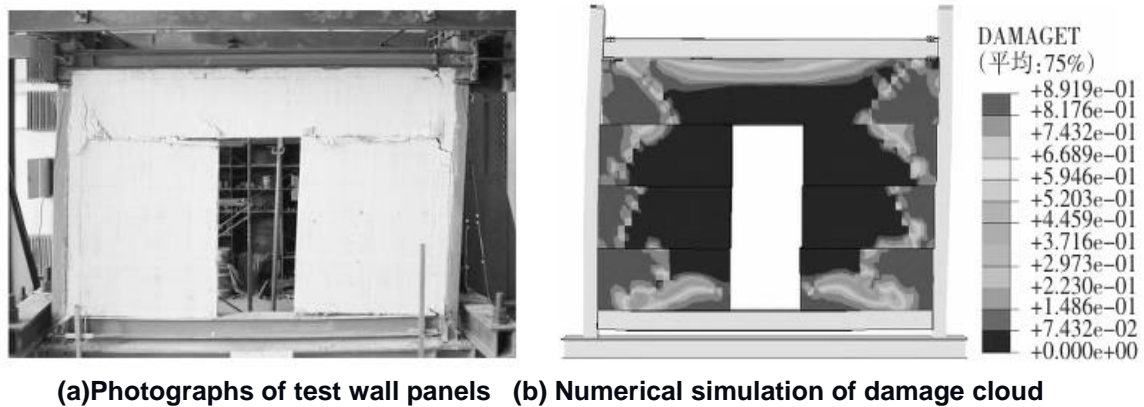 DAMAGET
(平均:75%)
+8.919e-01
+8.176e-01
+7.432e-01
+6.689e-01
+5.946e-01
+5.203e-01
+4.459e-01
+3.716e-01
+2.973e-01
+2.230e-01
+1.486e-01
+7.432e-02
+0.000e+00
(a)Photographs of test wall panels (b) Numerical simulation of damage cloud